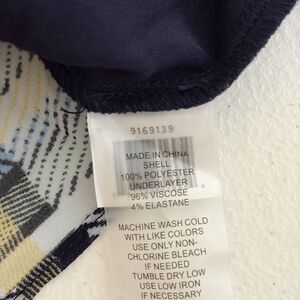 9169139
MADE IN CHINA
SHELL
100% POLYESTER
UNDERLAYER
96% VISCOSE
4% ELASTANE
MACHINE WASH COLD
WITH LIKE COLORS
USE ONLY NON-
CHLORINE BLEACH
IF NEEDED
TUMBLE DRY LOW
USE LOW IRON
IF NECESSARY